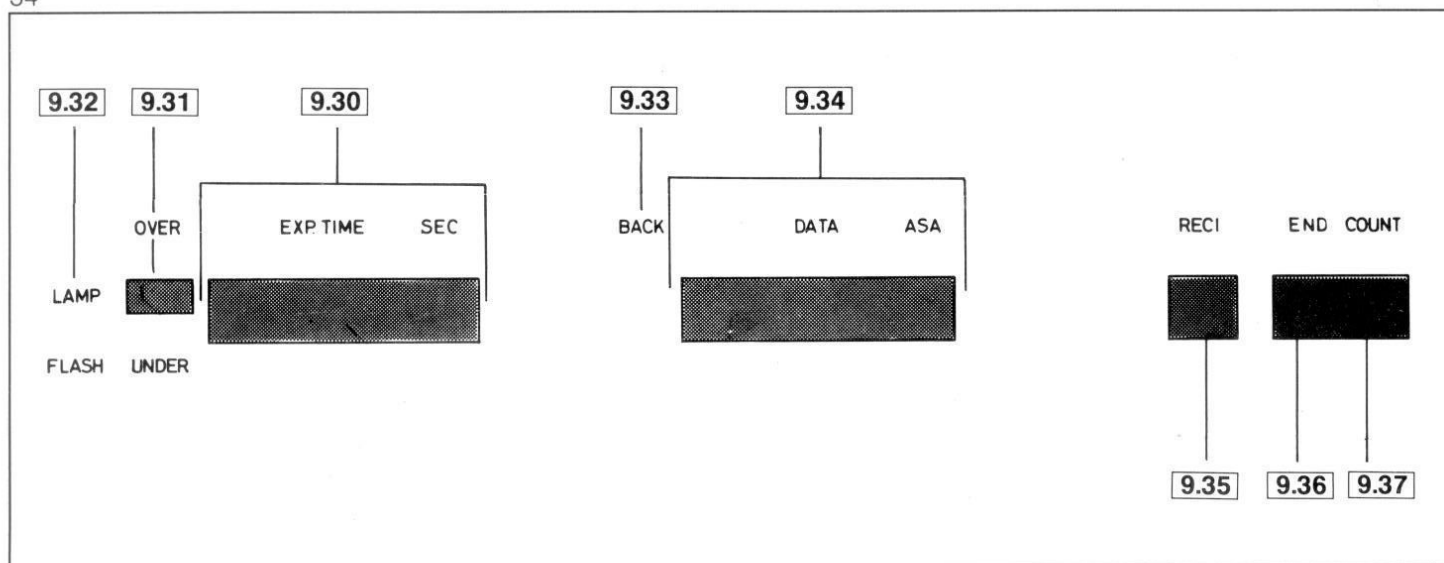 9.32 9.31 9.30 9.33 9.34
OVER EXP. TIME SEC BACK DATA ASA RECI END COUNT
LAMP
FLASH UNDER
9.35 9.36 9.37